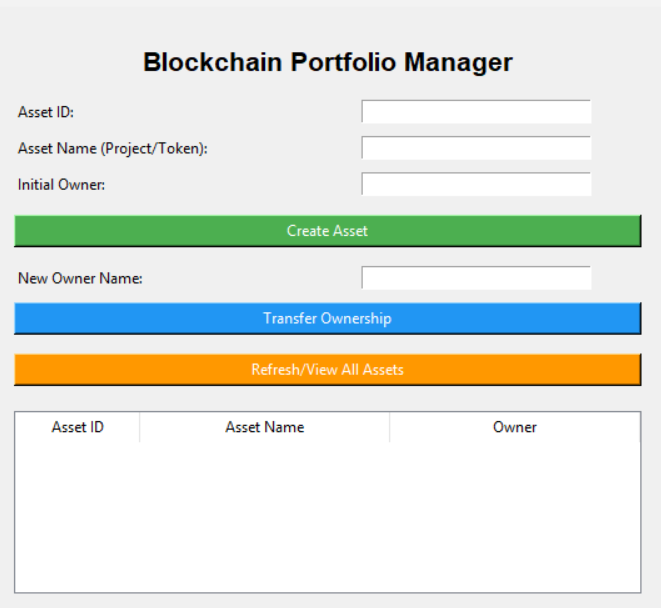 Blockchain Portfolio Manager
Asset ID:
Asset Name (Project/Token):
Initial Owner:
Create Asset
New Owner Name:
Transfer Ownership
Refresh/View All Assets
Asset ID Asset Name Owner